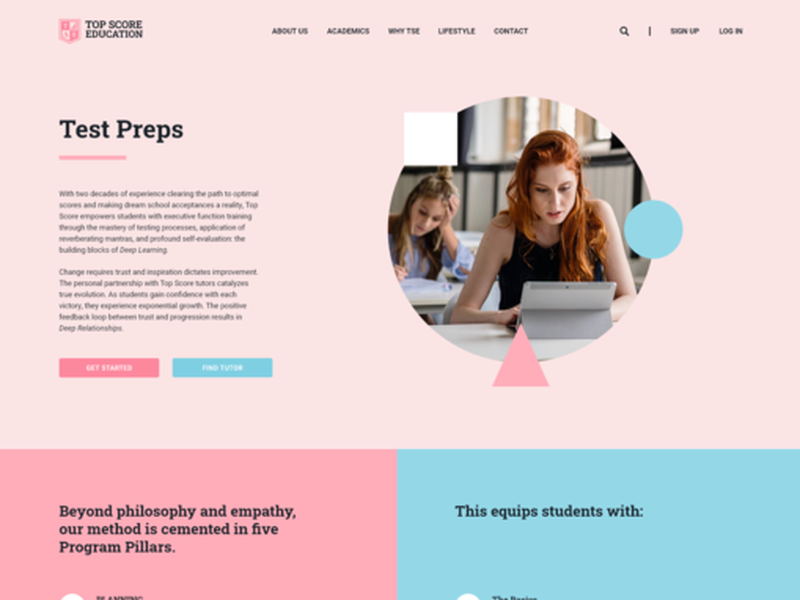 TOP SCORE
EDUCATION
ABOUT US
ACADEMICS
WHY TSE
LIFESTYLE
CONTACT
SIGN UP
LOG IN
Test Preps
With two decades of experience clearing the path to optimal
scores and making dream school acceptances a reality, Top
Score empowers students with executive function training
through the mastery of testing processes, application of
reverberating mantras, and profound self-evaluation: the
building blocks of Deep Learning.
Change requires trust and inspiration dictates improvement.
The personal partnership with Top Score tutors catalyzes
true evolution. As students gain confidence with each
victory, they experience exponential growth. The positive
feedback loop between trust and progression results in
Deep Relationships.
GET STARTED
FIND TUTOR
Beyond philosophy and empathy,
our method is cemented in five
Program Pillars.
This equips students with:
PLANNING
The Basics